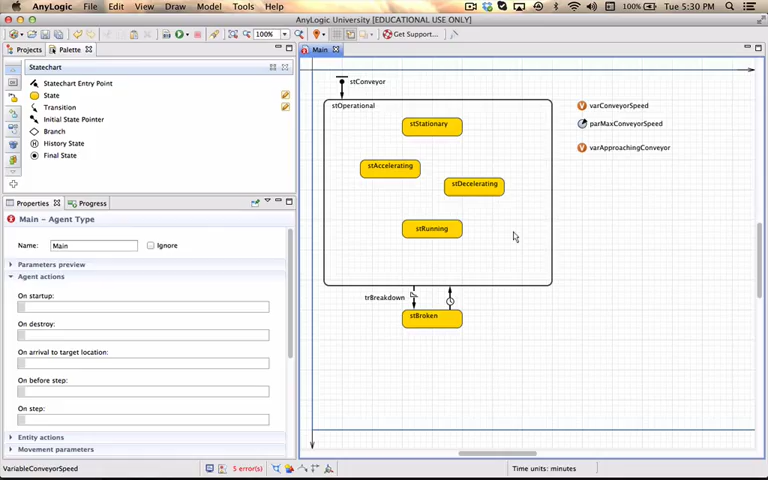 AnyLogic File Edit View Draw Model Tools Help 100% Tue 5:30 PM
AnyLogic University [EDUCATIONAL USE ONLY]
100% Get Support...
Projects Palette Main
Statechart
Statechart Entry Point
State
Transition
Initial State Pointer
Branch
History State
Final State
Properties Progress
Main - Agent Type
Name: Main Ignore
Parameters preview
Agent actions
On startup:
On destroy:
On arrival to target location:
On before step:
On step:
Entity actions
Movement parameters
stConveyor
stOperational
stStationary
stAccelerating
stDecelerating
stRunning
trBreakdown
stBroken
varConveyorSpeed
parMaxConveyorSpeed
varApproachingConveyor
VariableConveyorSpeed 5 error(s) Time units: minutes